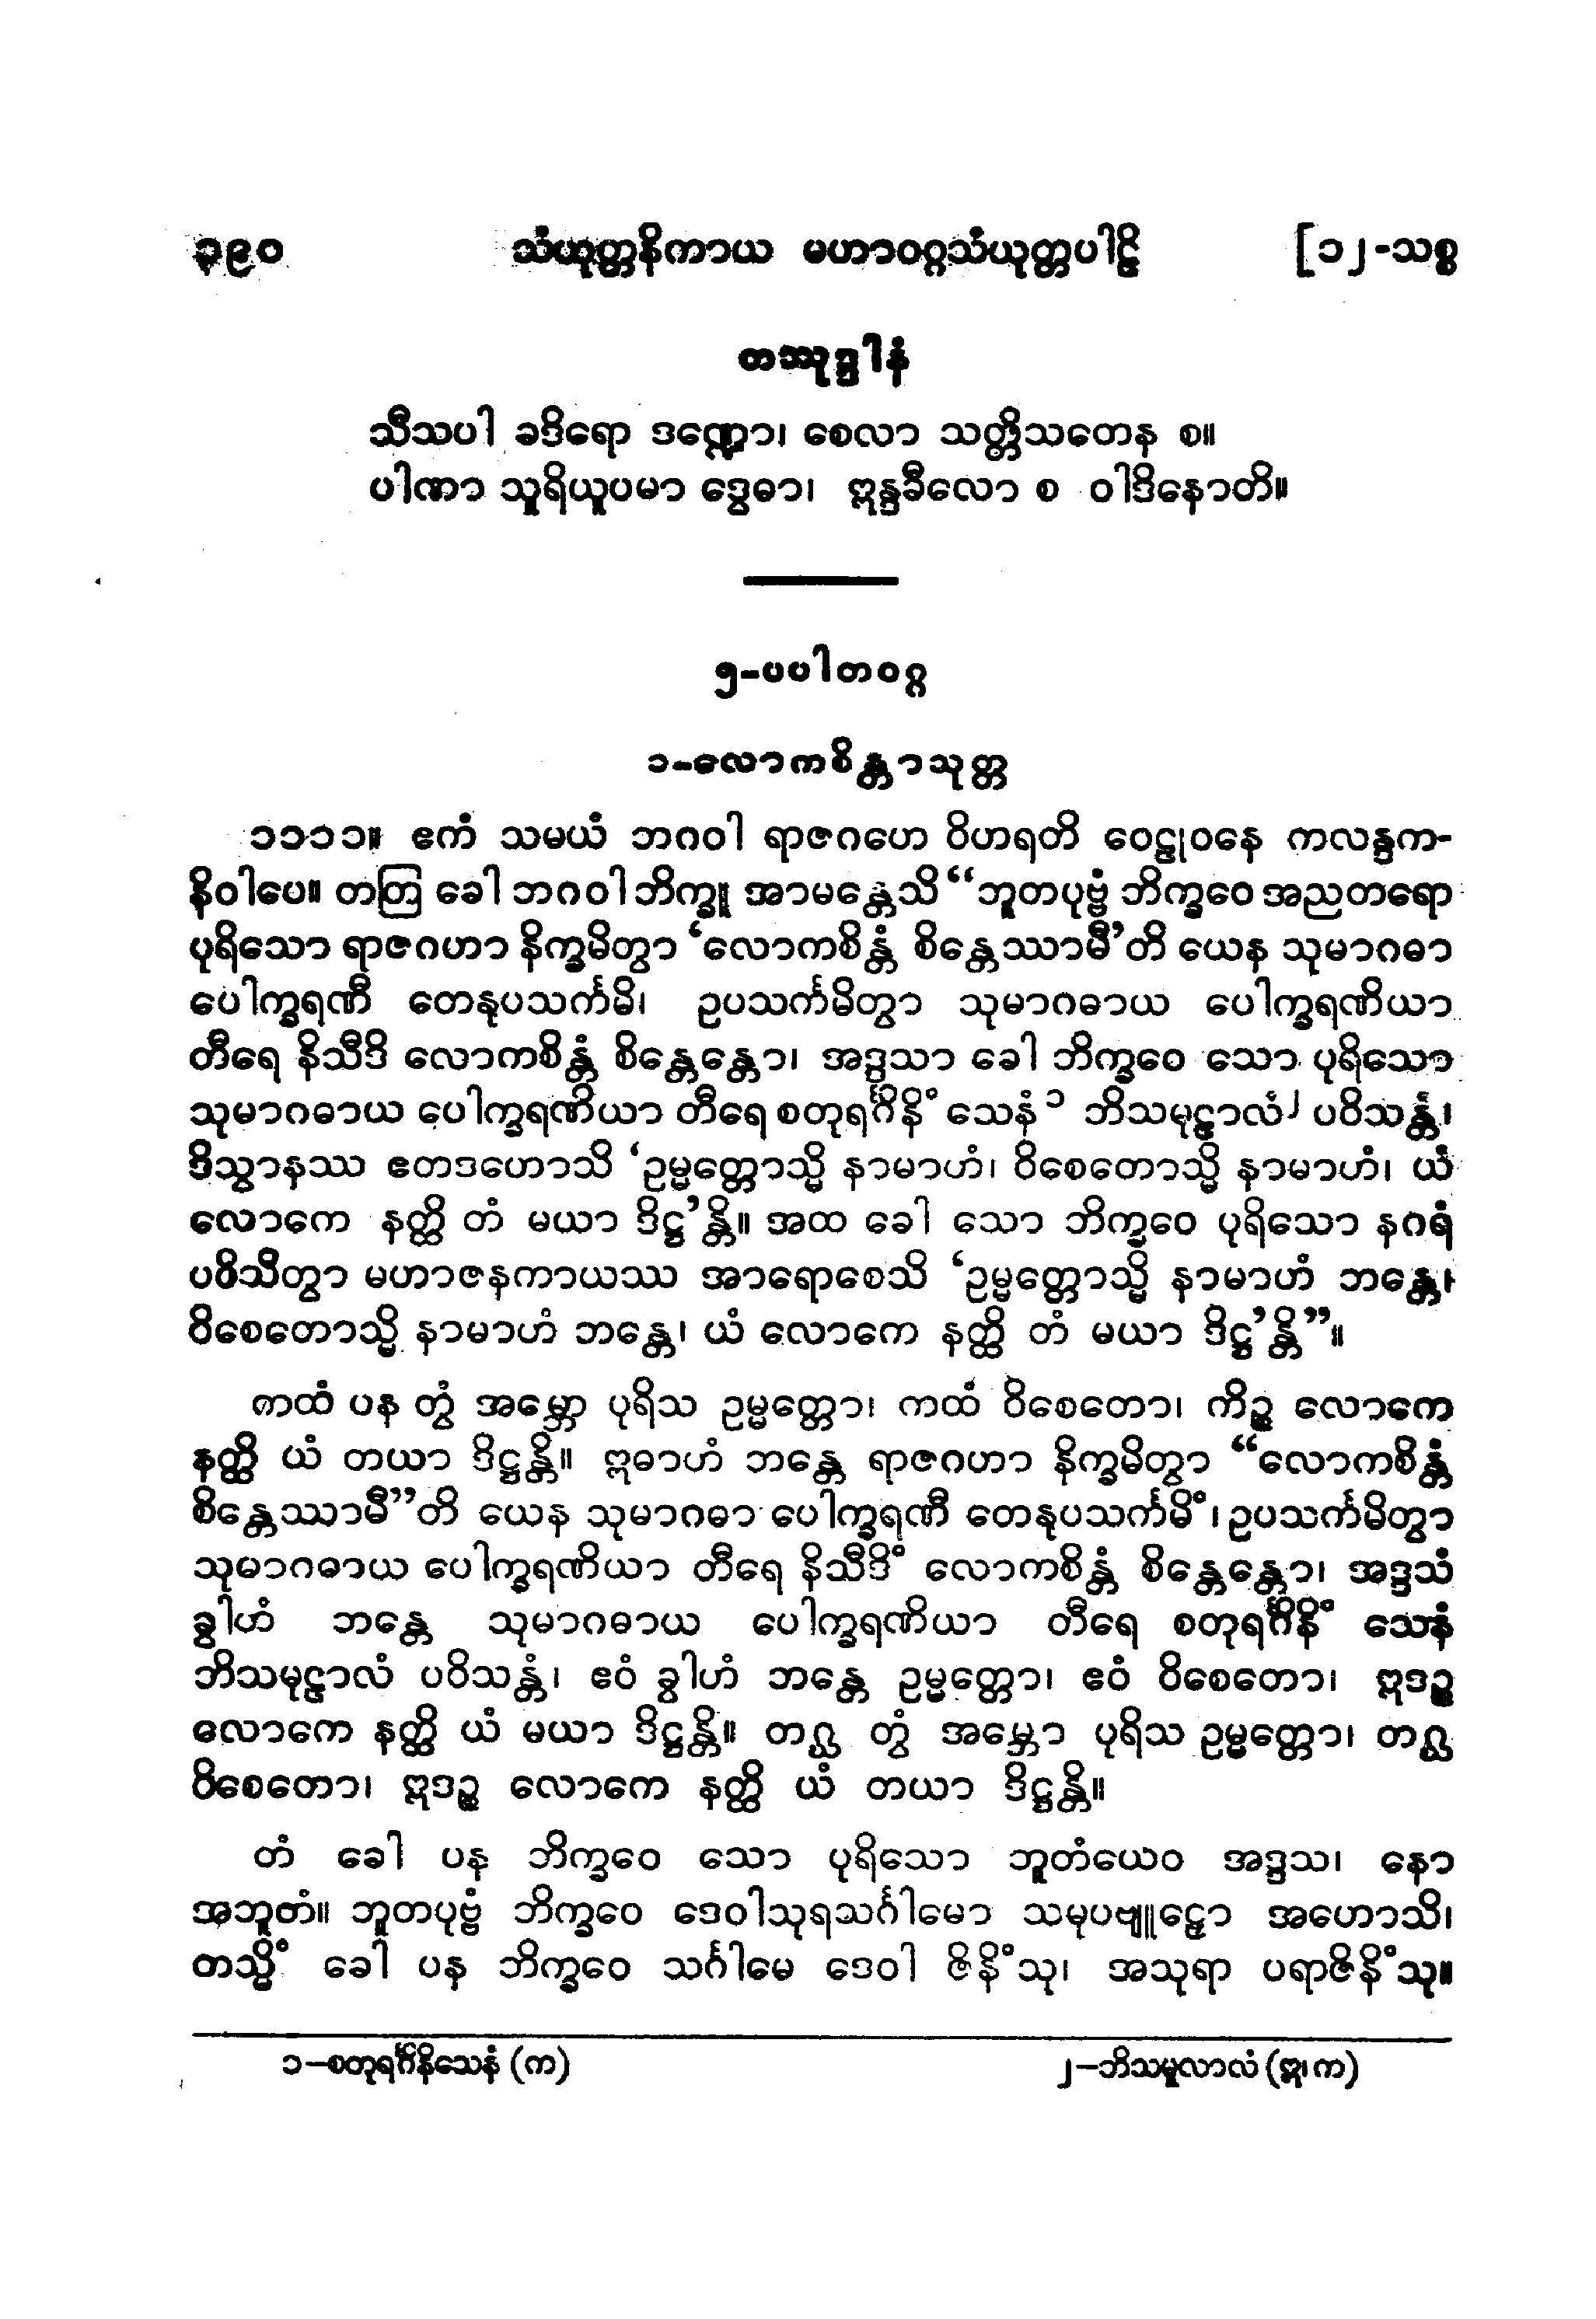 ၃၉၀ သံယုတ္တနိကာယ မဟာဝဂ္ဂသံယုတ္တပါဠိ [၁၂-သစ္စ
တဿုဒ္ဒါနံ
သီသပါ ခဒိရော ဒဏ္ဍော၊ စေလာ သတ္တိသတေန စ။
ပါဏာ သူရိယူပမာ ဒွေဓာ၊ ဣန္ဒခီလော စ ဝါဒိနောတိ။
၅-ပပါတဝဂ္ဂ
၁-လောကစိန္တာသုတ္တ
၁၁၁၁။ ဧကံ သမယံ ဘဂဝါ ရာဇဂဟေ ဝိဟရတိ ဝေဠုဝနေ ကလန္ဒက-
နိဝါပေ။ တတြ ခေါ ဘဂဝါ ဘိက္ခူ အာမန္တေသိ “ဘူတပုဗ္ဗံ ဘိက္ခဝေ အညတရော
ပုရိသော ရာဇဂဟာ နိက္ခမိတွာ ‘လောကစိန္တံ စိန္တေဿာမီ’တိ ယေန သုမာဂဓာ
ပေါက္ခရဏီ တေနုပသင်္ကမိ၊ ဥပသင်္ကမိတွာ သုမာဂဓာယ ပေါက္ခရဏိယာ
တီရေ နိသီဒိ လောကစိန္တံ စိန္တေန္တော၊ အဒ္ဒသာ ခေါ ဘိက္ခဝေ သော ပုရိသော
သုမာဂဓာယ ပေါက္ခရဏိယာ တီရေ စတုရင်္ဂိနိံ သေနံ ၁ ဘိသမုဠာလံ ၂ ပဝိသန္တံ၊
ဒိသွာနဿ ဧတဒဟောသိ ‘ဥမ္မတ္တောသ္မိ နာမာဟံ၊ ဝိစေတောသ္မိ နာမာဟံ၊ ယံ
လောကေ နတ္ထိ တံ မယာ ဒိဋ္ဌ’န္တိ။ အထ ခေါ သော ဘိက္ခဝေ ပုရိသော နဂရံ
ပဝိသိတွာ မဟာဇနကာယဿ အာရောစေသိ ‘ဥမ္မတ္တောသ္မိ နာမာဟံ ဘန္တေ၊
ဝိစေတောသ္မိ နာမာဟံ ဘန္တေ၊ ယံ လောကေ နတ္ထိ တံ မယာ ဒိဋ္ဌ’န္တိ”။
ကထံ ပန တွံ အမ္ဘော ပုရိသ ဥမ္မတ္တော၊ ကထံ ဝိစေတော၊ ကိဉ္စ လောကေ
နတ္ထိ ယံ တယာ ဒိဋ္ဌန္တိ။ ဣဓာဟံ ဘန္တေ ရာဇဂဟာ နိက္ခမိတွာ “လောကစိန္တံ
စိန္တေဿာမီ”တိ ယေန သုမာဂဓာ ပေါက္ခရဏီ တေနုပသင်္ကမိံ၊ ဥပသင်္ကမိတွာ
သုမာဂဓာယ ပေါက္ခရဏိယာ တီရေ နိသီဒိံ လောကစိန္တံ စိန္တေန္တော၊ အဒ္ဒသံ
ခွါဟံ ဘန္တေ သုမာဂဓာယ ပေါက္ခရဏိယာ တီရေ စတုရင်္ဂိနိံ သေနံ
ဘိသမုဠာလံ ပဝိသန္တံ၊ ဧဝံ ခွါဟံ ဘန္တေ ဥမ္မတ္တော၊ ဧဝံ ဝိစေတော၊ ဣဒဉ္စ
လောကေ နတ္ထိ ယံ မယာ ဒိဋ္ဌန္တိ။ တဂ္ဃ တွံ အမ္ဘော ပုရိသ ဥမ္မတ္တော၊ တဂ္ဃ
ဝိစေတော၊ ဣဒဉ္စ လောကေ နတ္ထိ ယံ တယာ ဒိဋ္ဌန္တိ။
တံ ခေါ ပန ဘိက္ခဝေ သော ပုရိသော ဘူတံယေဝ အဒ္ဒသ၊ နော
အဘူတံ။ ဘူတပုဗ္ဗံ ဘိက္ခဝေ ဒေဝါသုရသင်္ဂါမော သမုပဗျူဠှော အဟောသိ၊
တသ္မိံ ခေါ ပန ဘိက္ခဝေ သင်္ဂါမေ ဒေဝါ ဇိနိံသု၊ အသုရာ ပရာဇိနိံသု။
၁-စတုရင်္ဂိနိသေနံ (က) ၂-ဘိသမူလာလံ (ဣ၊ က)